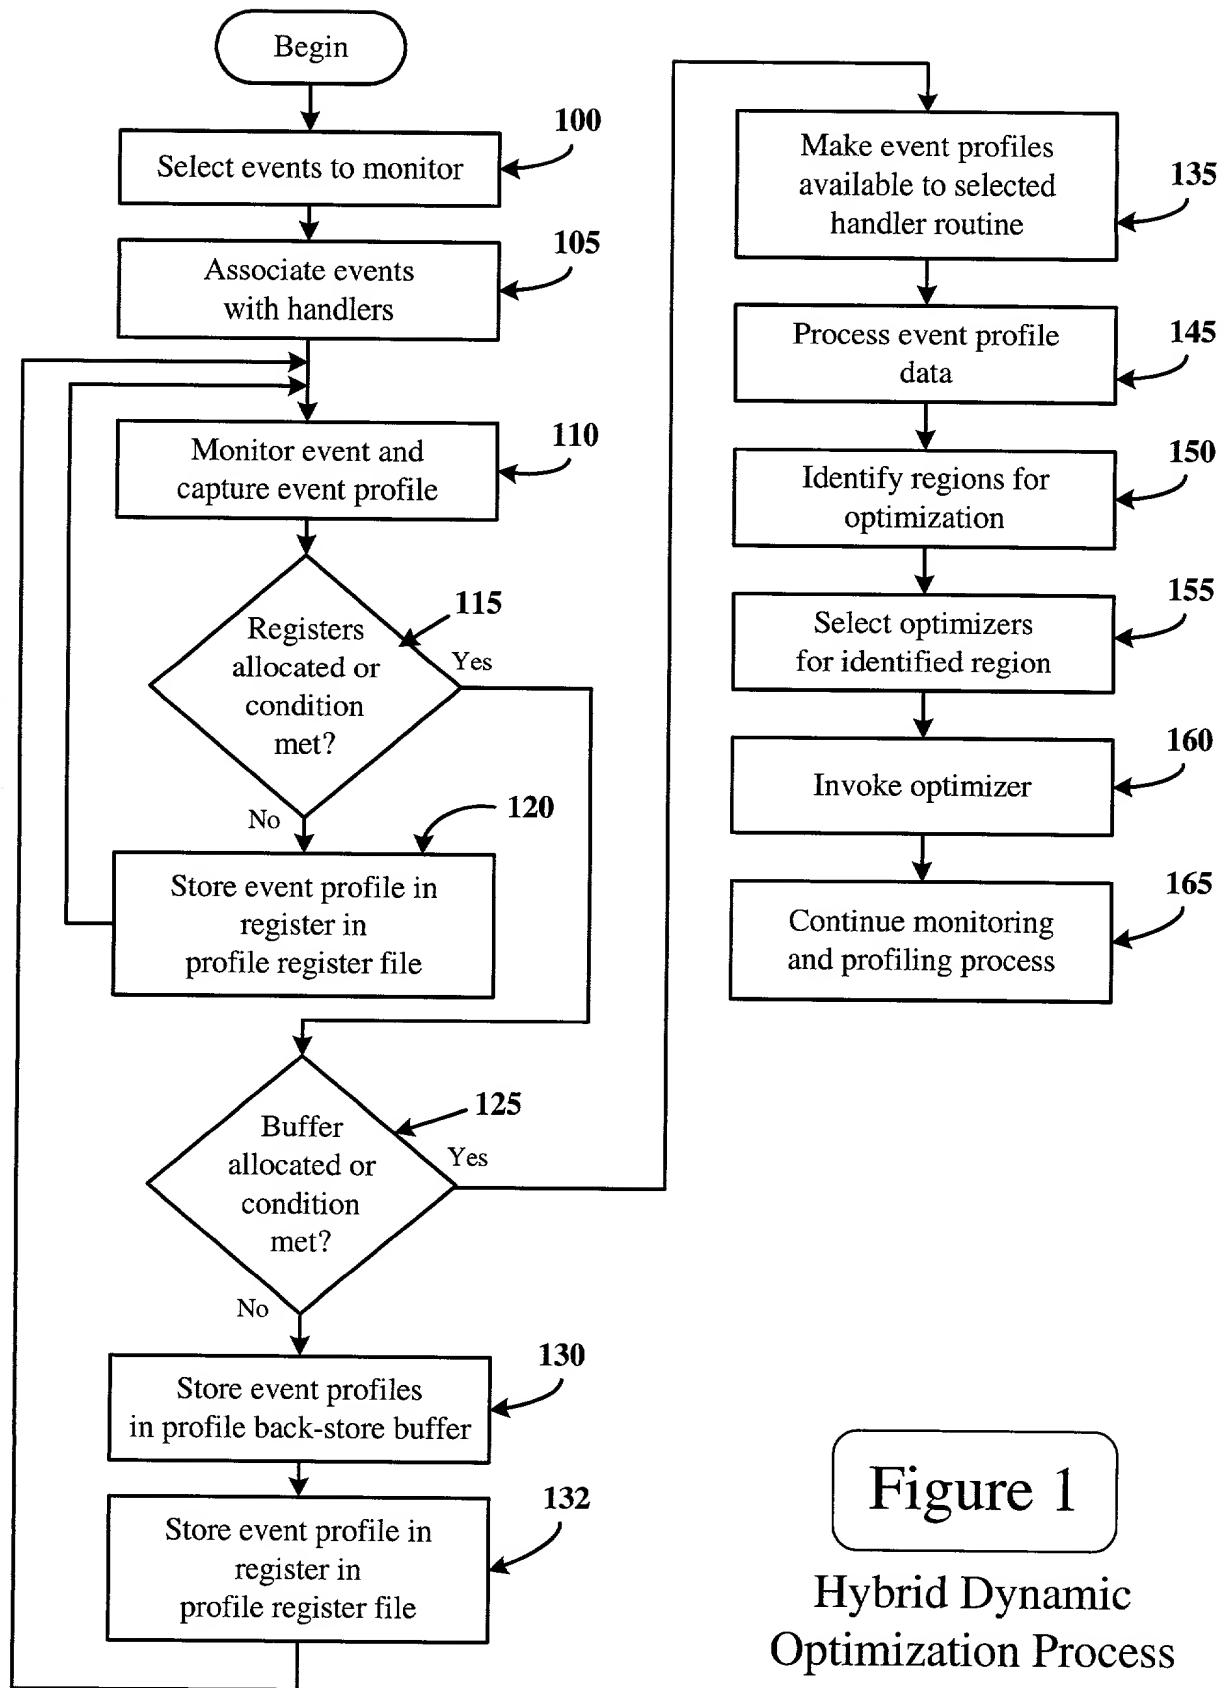 Begin
100
Select events to monitor
105
Associate events
with handlers
110
Monitor event and
capture event profile
115
Registers
allocated or
condition
met?
Yes
No
120
Store event profile in
register in
profile register file
125
Buffer
allocated or
condition
met?
Yes
No
130
Store event profiles
in profile back-store buffer
132
Store event profile in
register in
profile register file
Make event profiles
available to selected
handler routine
135
Process event profile
data
145
Identify regions for
optimization
150
Select optimizers
for identified region
155
Invoke optimizer
160
Continue monitoring
and profiling process
165
Figure 1
Hybrid Dynamic
Optimization Process